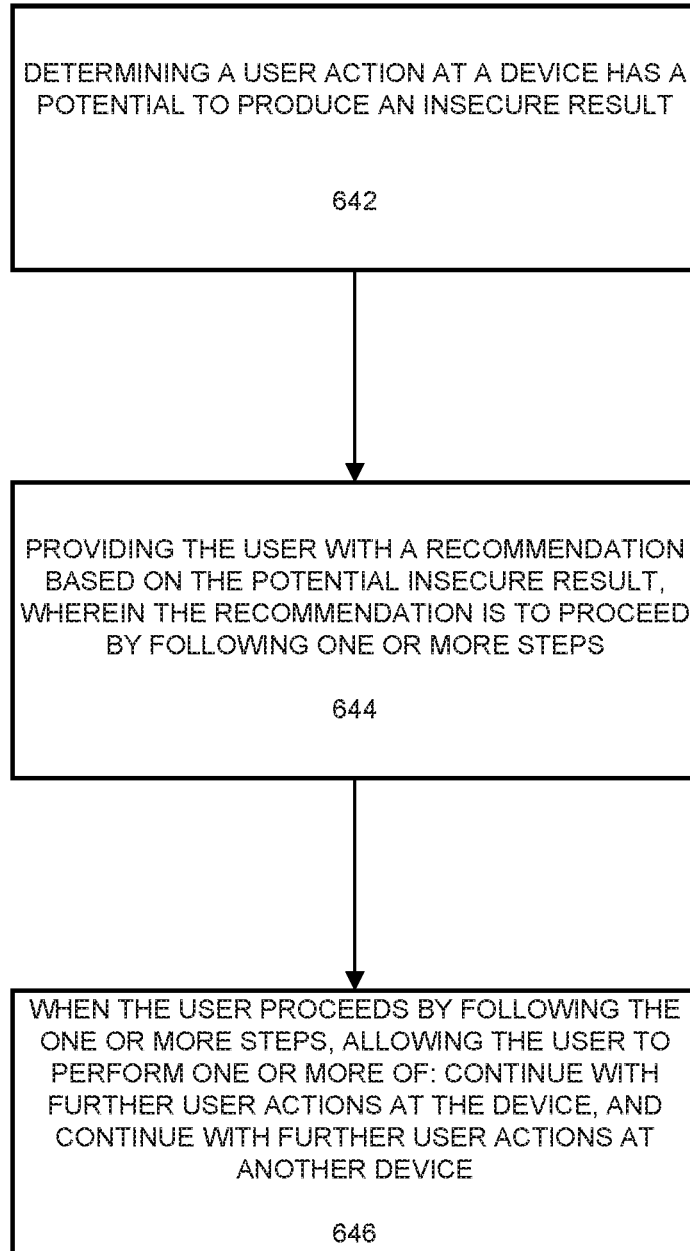 DETERMINING A USER ACTION AT A DEVICE HAS A
POTENTIAL TO PRODUCE AN INSECURE RESULT
642
PROVIDING THE USER WITH A RECOMMENDATION
BASED ON THE POTENTIAL INSECURE RESULT,
WHEREIN THE RECOMMENDATION IS TO PROCEED
BY FOLLOWING ONE OR MORE STEPS
644
WHEN THE USER PROCEEDS BY FOLLOWING THE
ONE OR MORE STEPS, ALLOWING THE USER TO
PERFORM ONE OR MORE OF: CONTINUE WITH
FURTHER USER ACTIONS AT THE DEVICE, AND
CONTINUE WITH FURTHER USER ACTIONS AT
ANOTHER DEVICE
646